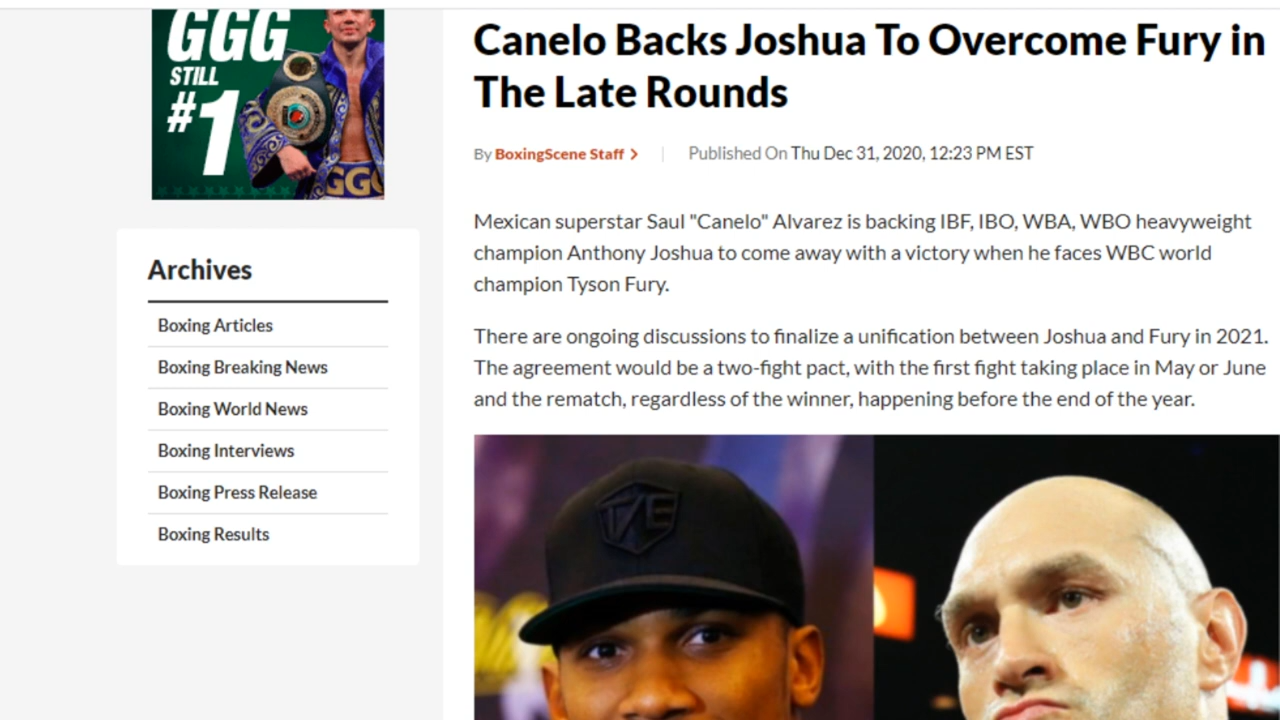 GGG
STILL
#1
GGG
Archives
Boxing Articles
Boxing Breaking News
Boxing World News
Boxing Interviews
Boxing Press Release
Boxing Results
Canelo Backs Joshua To Overcome Fury in
The Late Rounds
By BoxingScene Staff
Published On Thu Dec 31, 2020, 12:23 PM EST
Mexican superstar Saul "Canelo" Alvarez is backing IBF, IBO, WBA, WBO heavyweight
champion Anthony Joshua to come away with a victory when he faces WBC world
champion Tyson Fury.
There are ongoing discussions to finalize a unification between Joshua and Fury in 2021.
The agreement would be a two-fight pact, with the first fight taking place in May or June
and the rematch, regardless of the winner, happening before the end of the year.